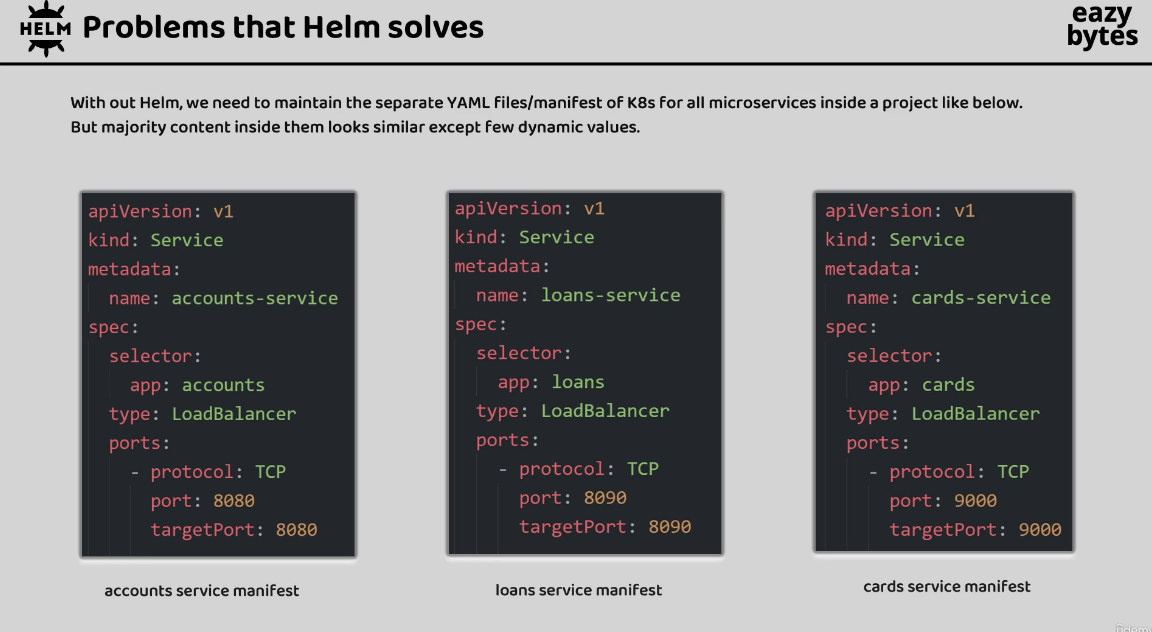 HELM Problems that Helm solves
eazy
bytes
With out Helm, we need to maintain the separate YAML files/manifest of K8s for all microservices inside a project like below.
But majority content inside them looks similar except few dynamic values.
apiVersion: v1
kind: Service
metadata:
name: accounts-service
spec:
selector:
app: accounts
type: LoadBalancer
ports:
- protocol: TCP
port: 8080
targetPort: 8080
accounts service manifest
apiVersion: v1
kind: Service
metadata:
name: loans-service
spec:
selector:
app: loans
type: LoadBalancer
ports:
- protocol: TCP
port: 8090
targetPort: 8090
loans service manifest
apiVersion: v1
kind: Service
metadata:
name: cards-service
spec:
selector:
app: cards
type: LoadBalancer
ports:
- protocol: TCP
port: 9000
targetPort: 9000
cards service manifest